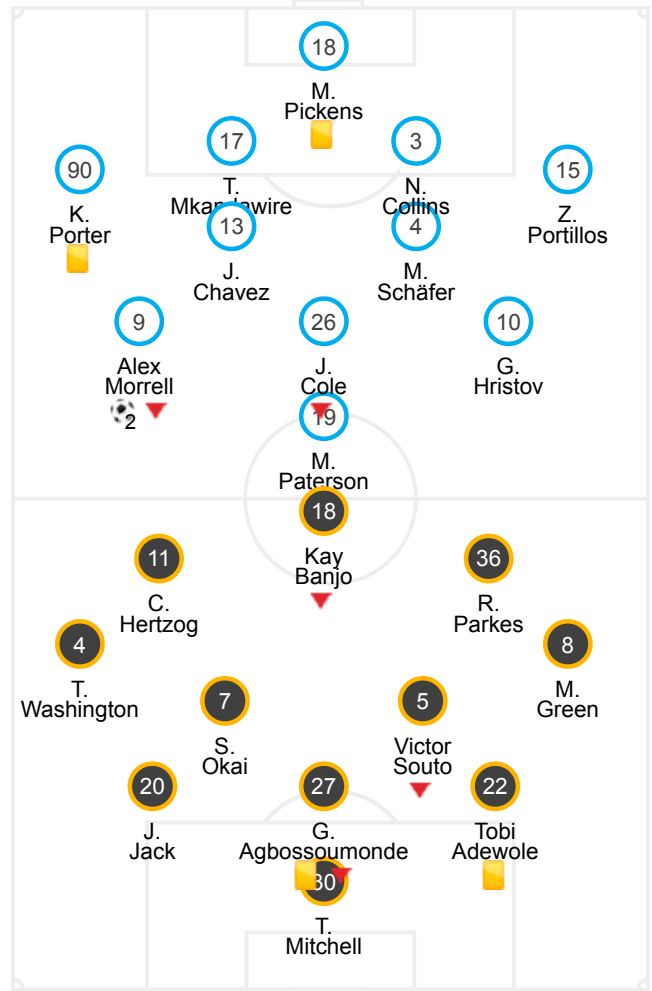 18
M.
Pickens
17
3
T.
Mkandawire
N.
Collins
90
15
K.
Porter
Z.
Portillos
13
4
J.
Chavez
M.
Schäfer
9
26
10
Alex
Morrell
J.
Cole
G.
Hristov
2
19
M.
Paterson
18
Kay
Banjo
11
36
C.
Hertzog
R.
Parkes
4
8
T.
Washington
M.
Green
7
5
S.
Okai
Victor
Souto
20
27
22
J.
Jack
G.
Agbossoumonde
Tobi
Adewole
30
T.
Mitchell